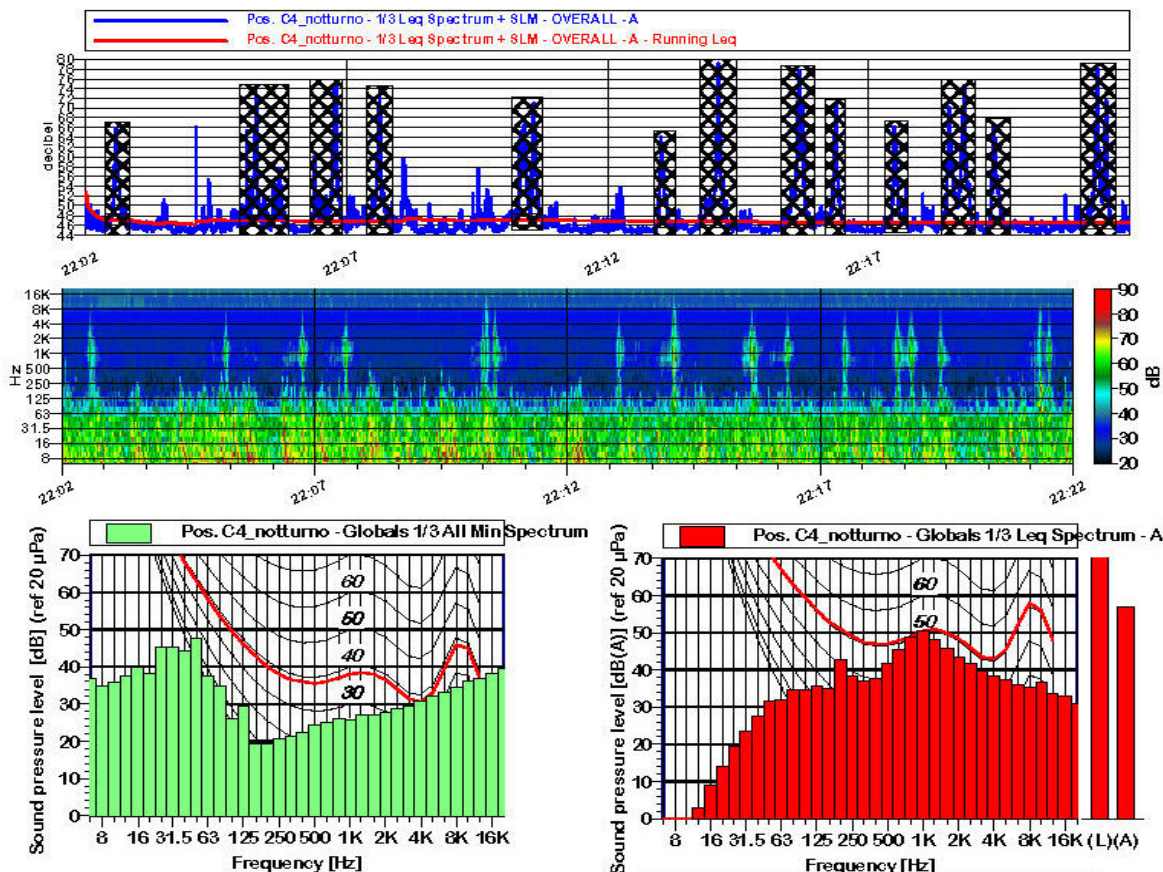 Pos. C4_notturno - 1/3 Leq Spectrum + SLM - OVERALL - A
Pos. C4_notturno - 1/3 Leq Spectrum + SLM - OVERALL - A - Running Leq
80
78
76
74
72
70
68
66
64
62
60
58
56
54
52
50
48
46
44
decibel
22:02 22:07 22:12 22:17
16K
8K
4K
2K
1K
500
250
125
63
31.5
16
8
Hz
22:02 22:07 22:12 22:17 22:22
90
80
70
60
50
40
30
20
dB
Pos. C4_notturno - Globals 1/3 All Min Spectrum
70
60
50
40
30
20
10
0
Sound pressure level [dB] (ref 20 µPa)
60
50
40
30
8 16 31.5 63 125 250 500 1K 2K 4K 8K 16K
Frequency [Hz]
Pos. C4_notturno - Globals 1/3 Leq Spectrum - A
70
60
50
40
30
20
10
0
Sound pressure level [dB(A)] (ref 20 µPa)
60
50
8 16 31.5 63 125 250 500 1K 2K 4K 8K 16K (L)(A)
Frequency [Hz]